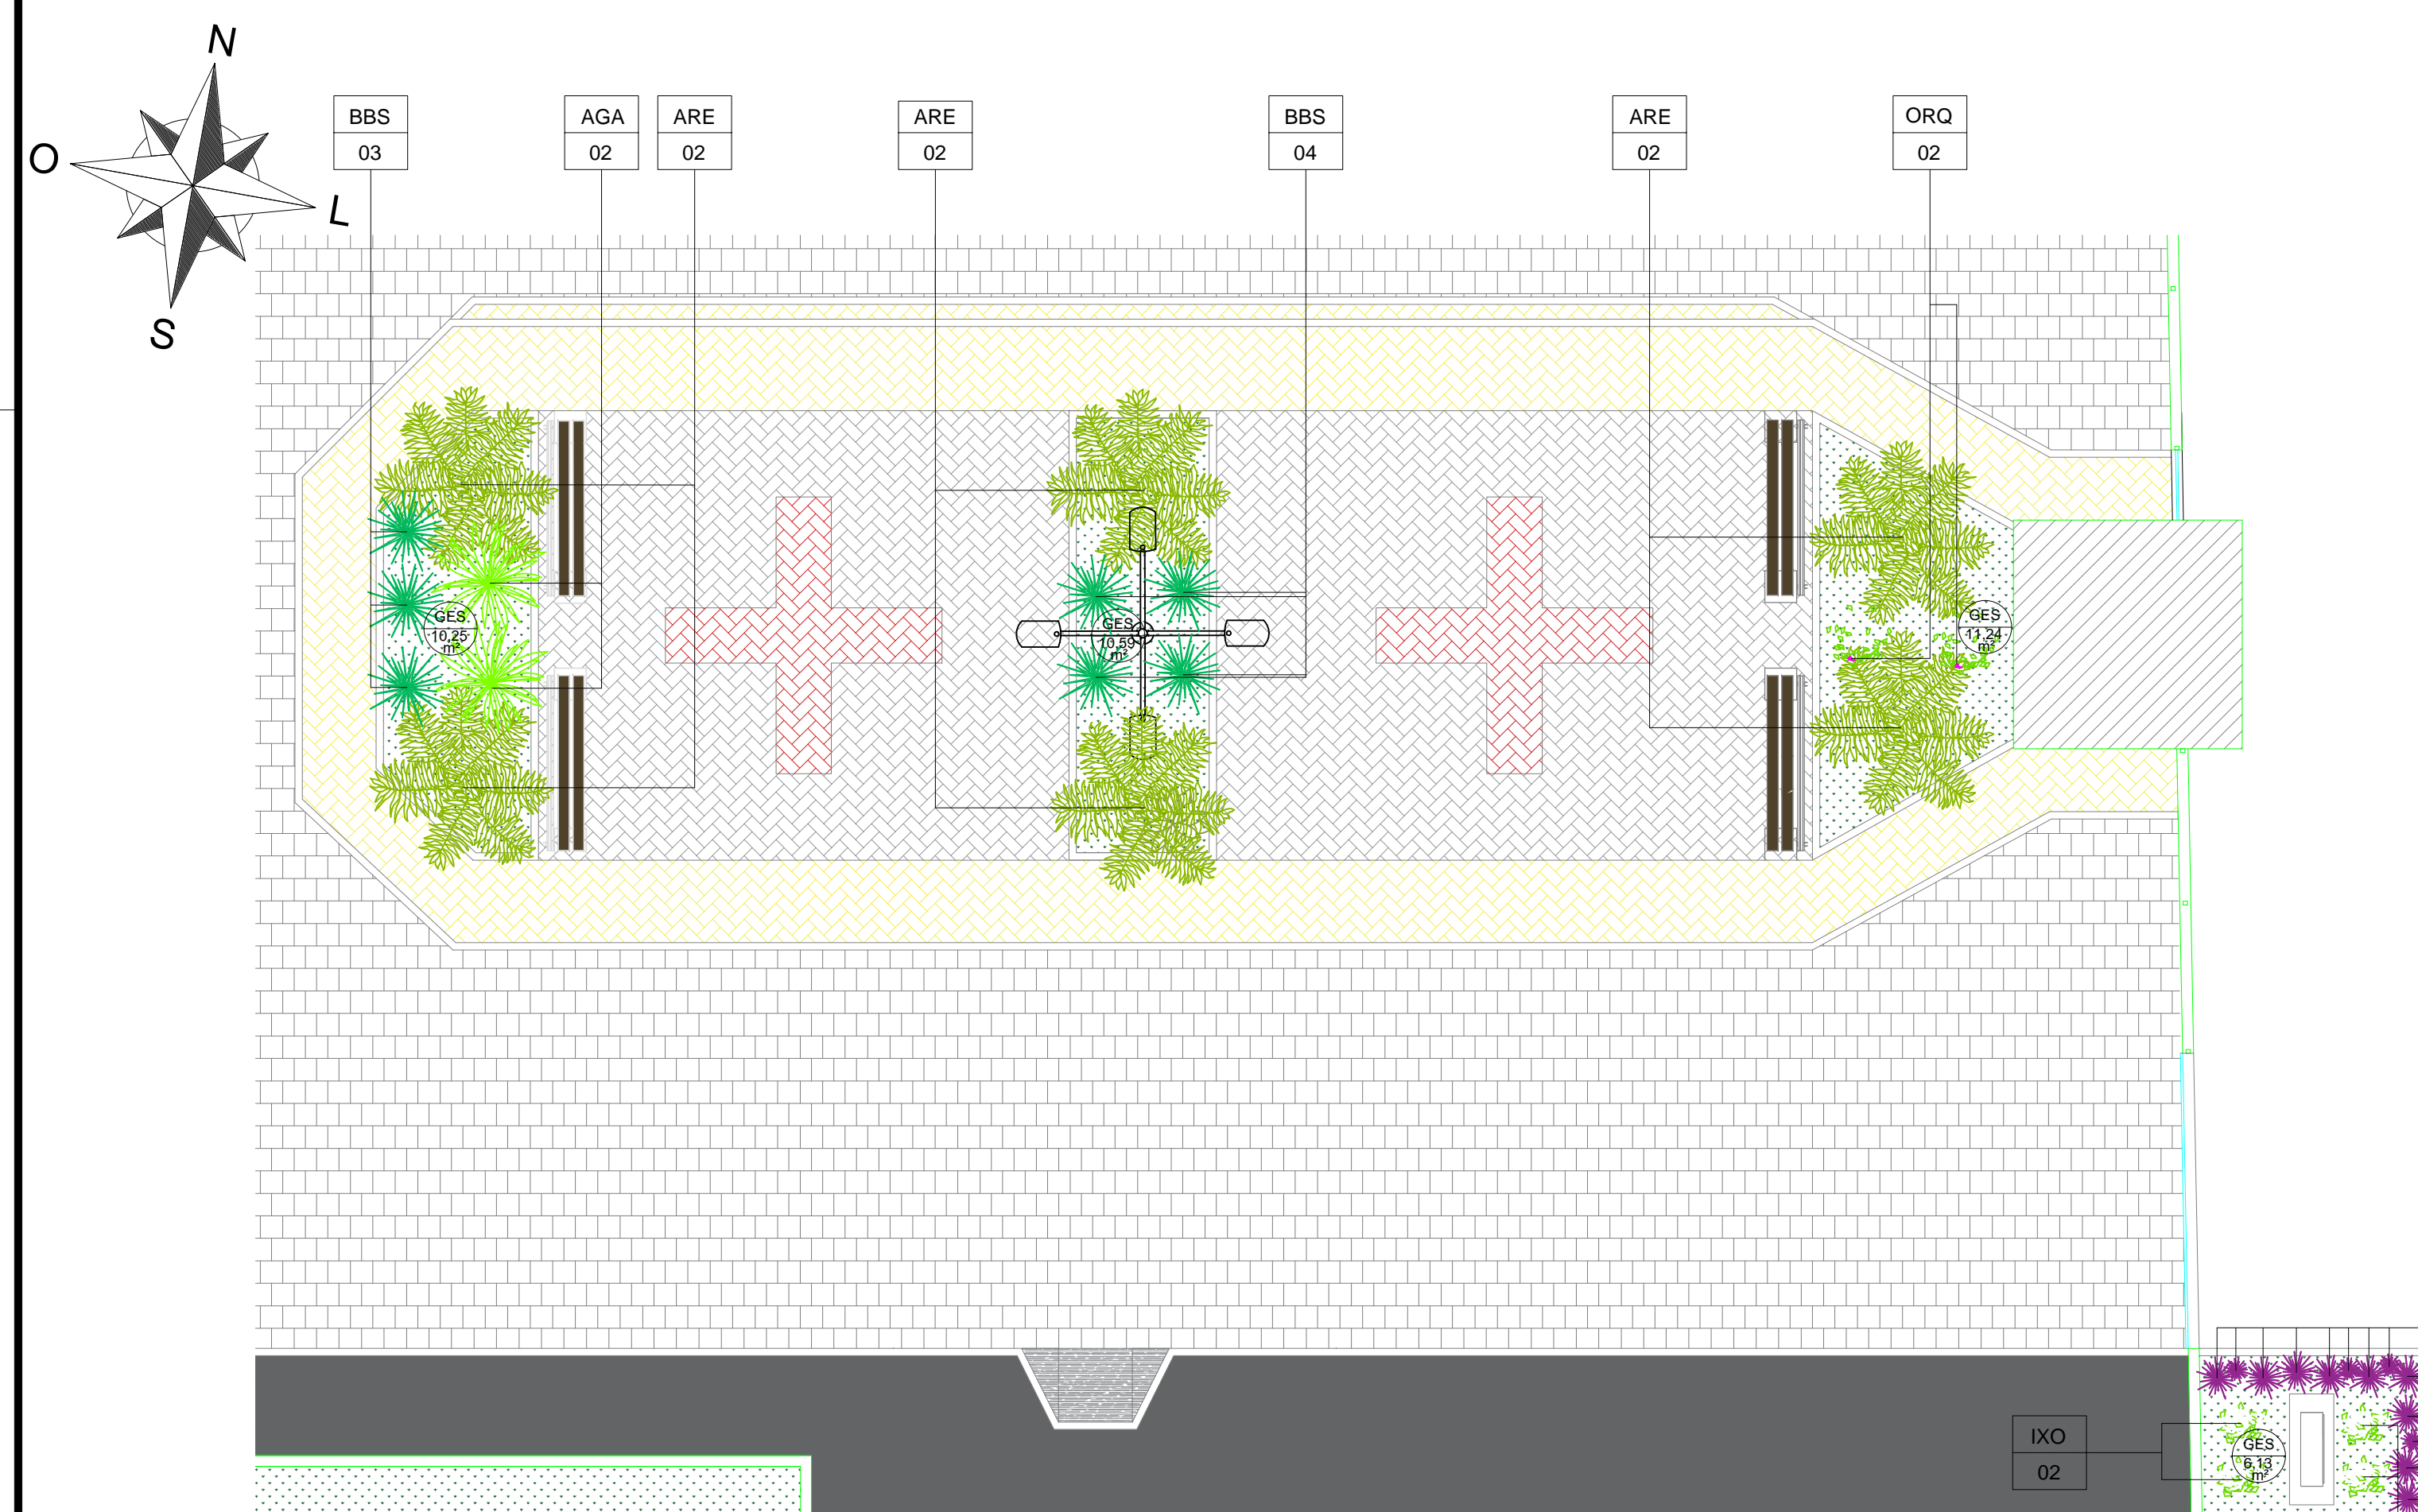 N
O
L
S
BBS
03
AGA
02
ARE
02
ARE
02
BBS
04
ARE
02
ORQ
02
GES
10,25
m²
GES
10,59
m²
GES
11,24
m²
IXO
02
GES
6,13
m²